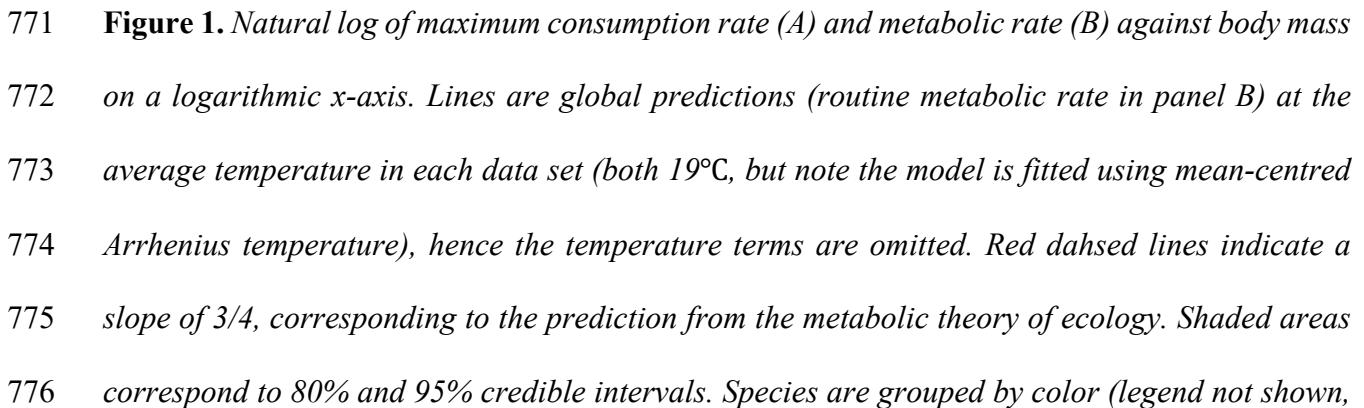 771 Figure 1. Natural log of maximum consumption rate (A) and metabolic rate (B) against body mass
772 on a logarithmic x-axis. Lines are global predictions (routine metabolic rate in panel B) at the
773 average temperature in each data set (both 19°C, but note the model is fitted using mean-centred
774 Arrhenius temperature), hence the temperature terms are omitted. Red dahsed lines indicate a
775 slope of 3/4, corresponding to the prediction from the metabolic theory of ecology. Shaded areas
776 correspond to 80% and 95% credible intervals. Species are grouped by color (legend not shown,